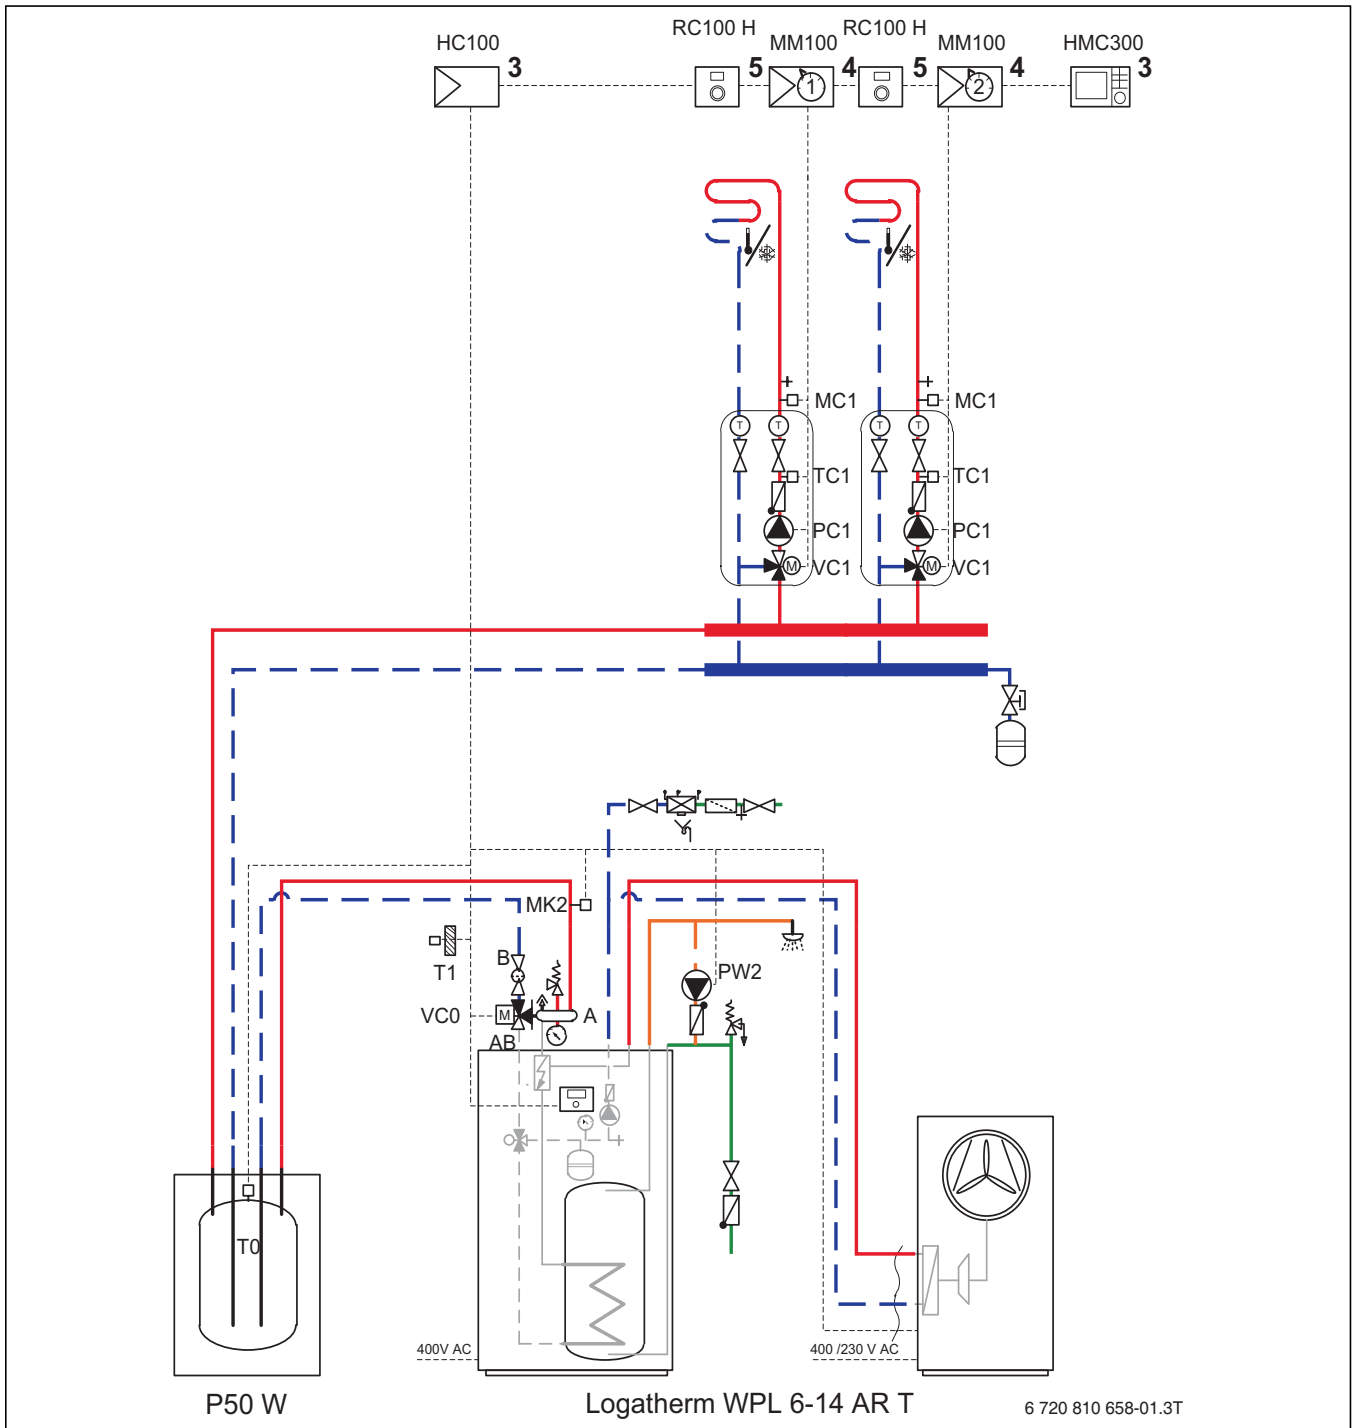 RC100 H
RC100 H
HC100
MM100
MM100
HMC300
3
5
4
5
4
3
1
2
MC1
MC1
T
T
T
T
TC1
TC1
PC1
PC1
M
VC1
M
VC1
MK2
B
T1
PW2
VC0
M
A
AB
T0
400V AC
400 /230 V AC
P50 W
Logatherm WPL 6-14 AR T
6 720 810 658-01.3T